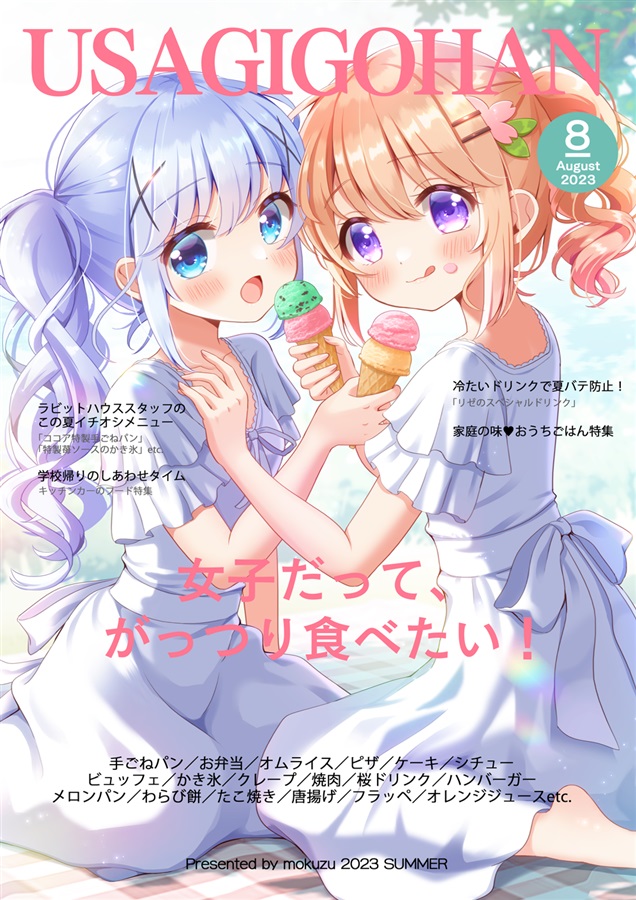 USAGIGOHAN
8
August
2023
ラビットハウススタッフの
この夏イチオシメニュー
「ココア特製手ごねパン」
「特製苺ソースのかき氷」etc.
学校帰りのしあわせタイム
キッチンカーのフード特集
冷たいドリンクで夏バテ防止！
「リゼのスペシャルドリンク」
家庭の味♥おうちごはん特集
女子だって、
がっつり食べたい！
手ごねパン／お弁当／オムライス／ピザ／ケーキ／シチュー
ビュッフェ／かき氷／クレープ／焼肉／桜ドリンク／ハンバーガー
メロンパン／わらび餅／たこ焼き／唐揚げ／フラッペ／オレンジジュースetc.
Presented by mokuzu 2023 SUMMER